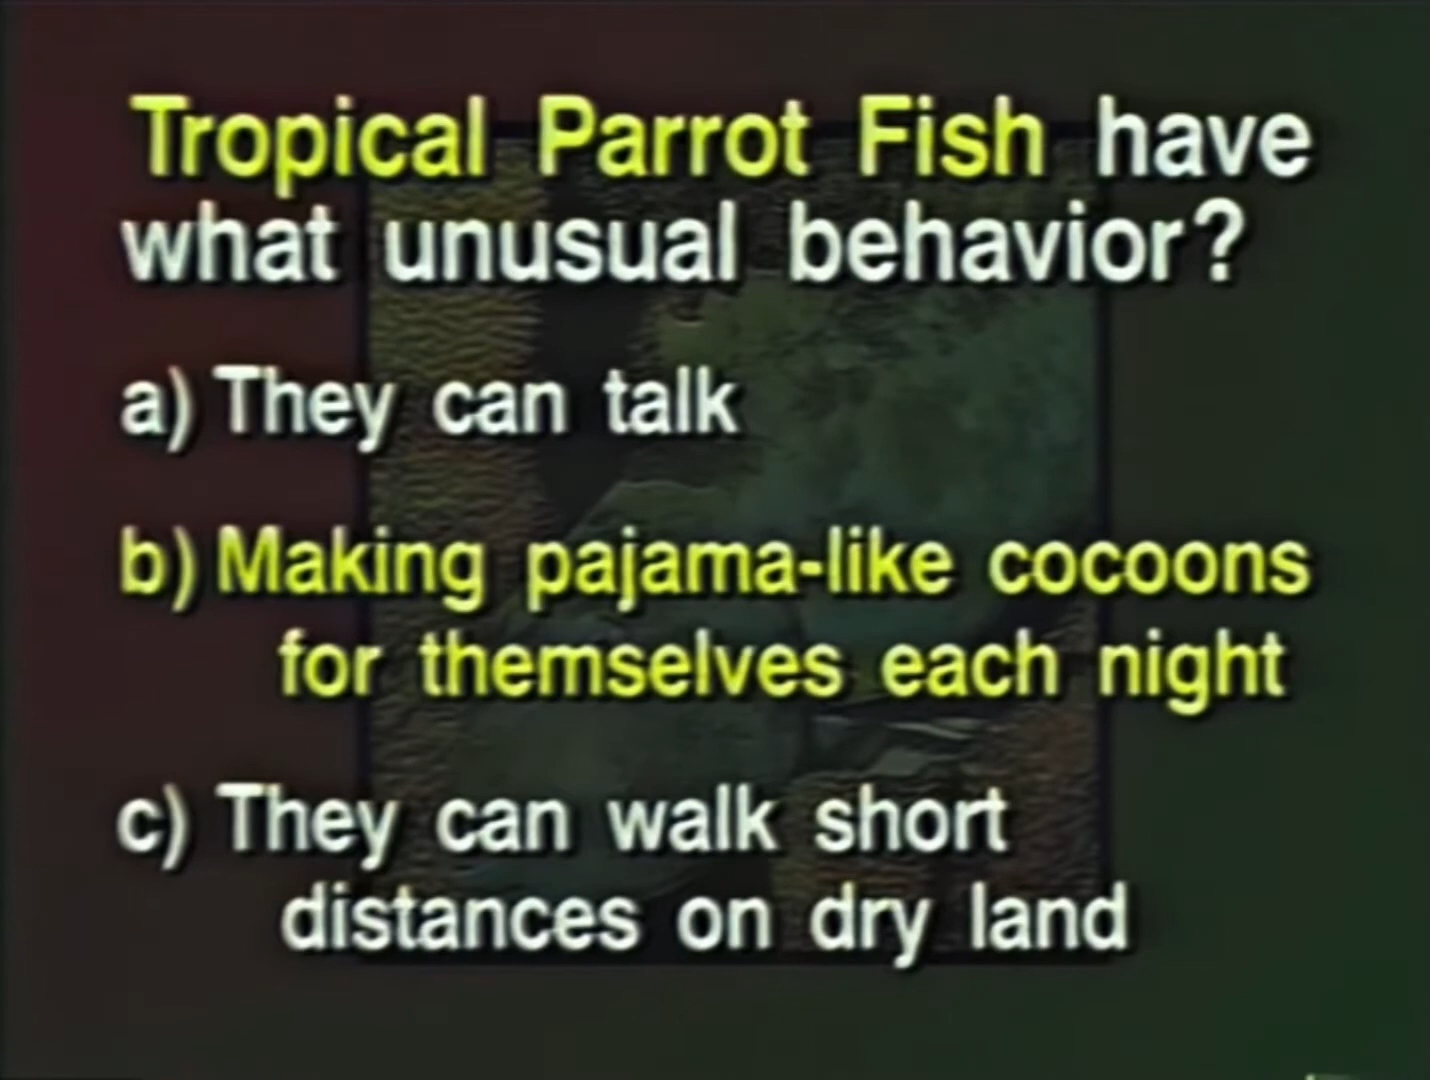 Tropical Parrot Fish have
what unusual behavior?
a) They can talk
b) Making pajama-like cocoons
for themselves each night
c) They can walk short
distances on dry land